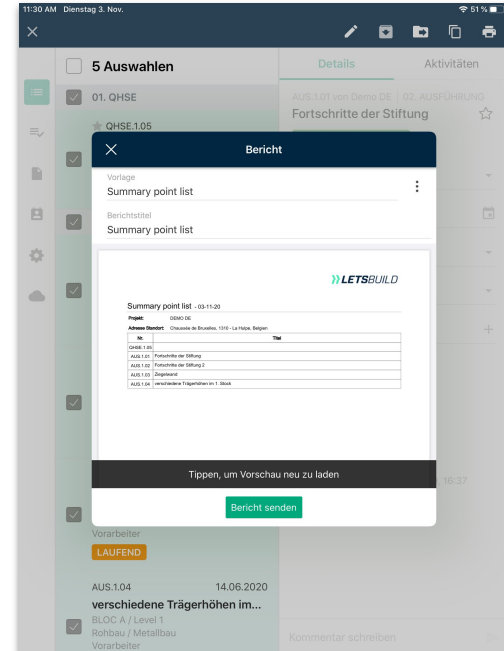 11:30 AM Dienstag 3. Nov.
51 %
5 Auswahlen
Details
Aktivitäten
01. QHSE
AUS.1.01 von Demo DE | 02. AUSFÜHRUNG
Fortschritte der Stiftung
QHSE.1.05
Bericht
Vorlage
Summary point list
Berichtstitel
Summary point list
LETSBUILD
Summary point list - 03-11-20
Projekt: DEMO DE
Adresse Standort: Chaussée de Bruxelles, 1310 - La Hulpe, Belgien
Nr. Titel
QHSE.1.05
AUS.1.01 Fortschritte der Stiftung
AUS.1.02 Fortschritte der Stiftung 2
AUS.1.03 Ziegelwand
AUS.1.04 verschiedene Trägerhöhen im 1. Stock
Tippen, um Vorschau neu zu laden
16:37
Bericht senden
Vorarbeiter
LAUFEND
AUS.1.04 14.06.2020
verschiedene Trägerhöhen im...
BLOC A / Level 1
Rohbau / Metallbau
Vorarbeiter
Kommentar schreiben